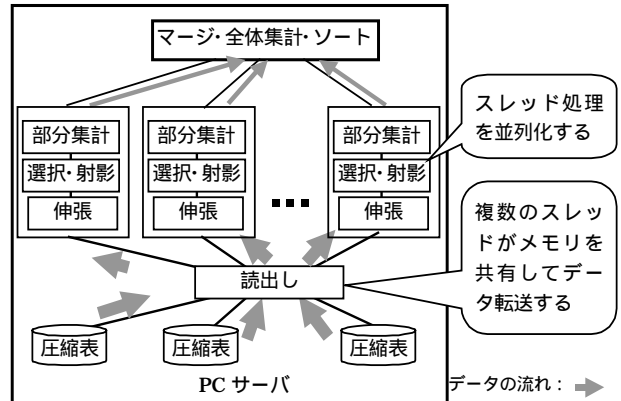 マージ・全体集計・ソート
部分集計
選択・射影
伸張
部分集計
選択・射影
伸張
部分集計
選択・射影
伸張
スレッド処理
を並列化する
複数のスレッ
ドがメモリを
共有してデー
タ転送する
読出し
圧縮表
圧縮表
圧縮表
PC サーバ
データの流れ：